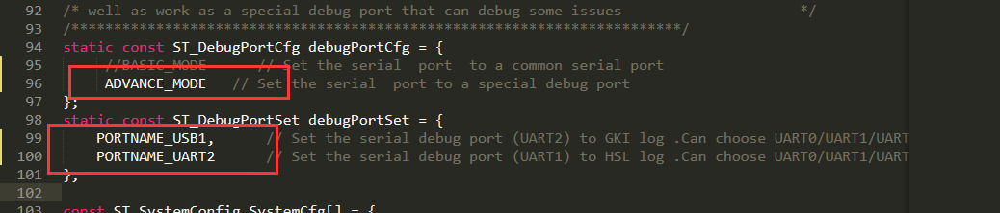 92 /* well as work as a special debug port that can debug some issues */
93 /**********************************************************************/
94 static const ST_DebugPortCfg debugPortCfg = {
95 //BASIC_MODE // Set the serial port to a common serial port
96 ADVANCE_MODE // Set the serial port to a special debug port
97 };
98 static const ST_DebugPortSet debugPortSet = {
99 PORTNAME_USB1, // Set the serial debug port (UART2) to GKI log .Can choose UART0/UART1/UART
100 PORTNAME_UART2 // Set the serial debug port (UART1) to HSL log .Can choose UART0/UART1/UART
101 };
102
103 const ST_SystemConfig SystemCfg[] = {